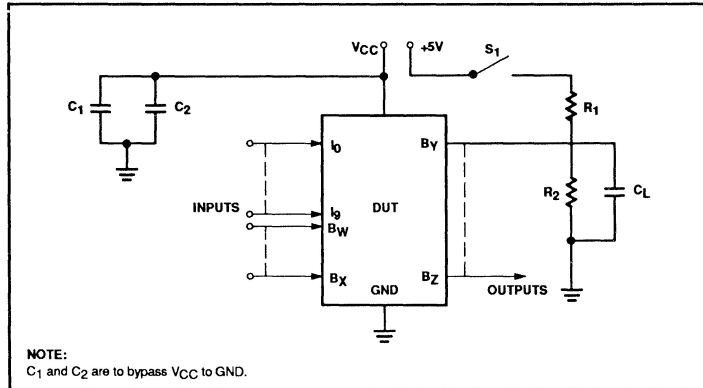 VCC +5V S1
C1 C2 R1
I0 BY
R2 CL
INPUTS I9 DUT
BW
BX GND BZ OUTPUTS
NOTE:
C1 and C2 are to bypass VCC to GND.